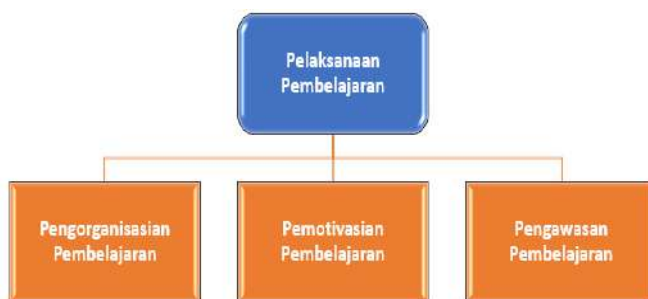 Pelaksanaan
Pembelajaran
Pengorganisasian
Pembelajaran
Pemotivasian
Pembelajaran
Pengawasan
Pembelajaran